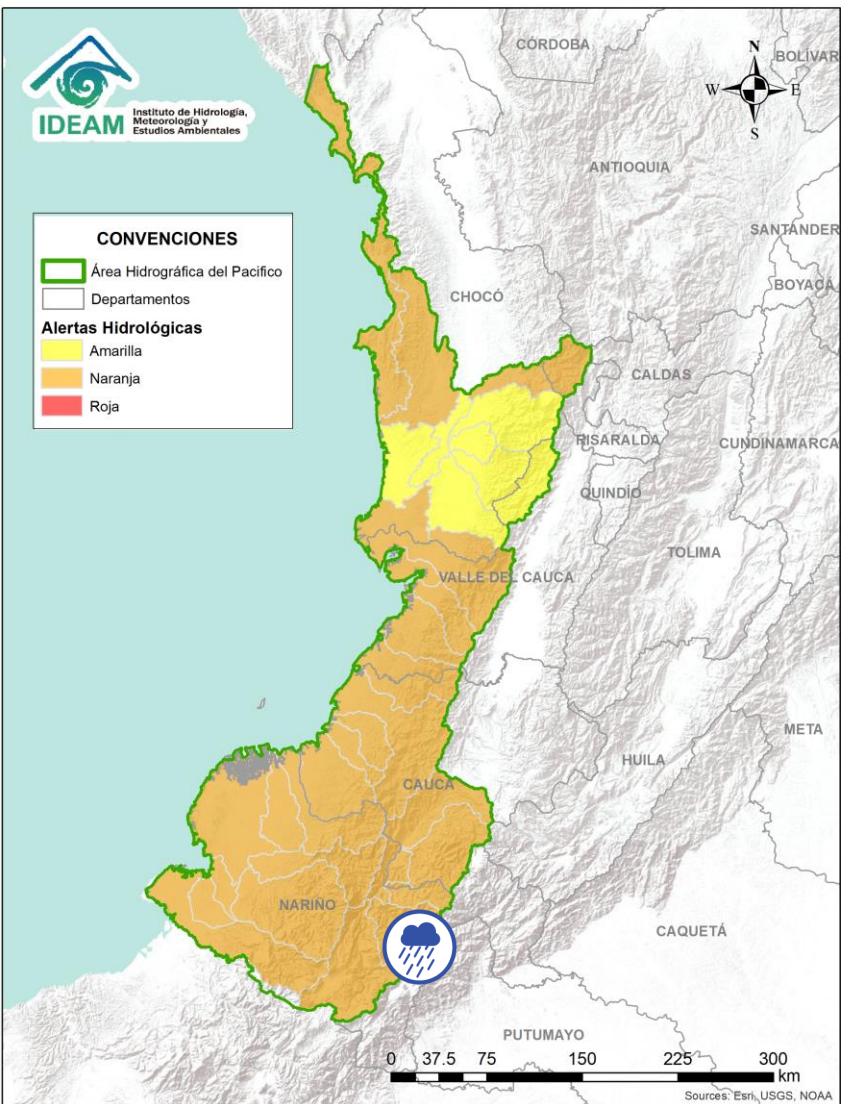 IDEAM
Instituto de Hidrología,
Meteorología y
Estudios Ambientales
CÓRDOBA
BOLÍVAR
N
W
E
S
ANTIOQUIA
SANTANDER
BOYACÁ
CONVENCIONES
Área Hidrográfica del Pacifico
Departamentos
Alertas Hidrológicas
Amarilla
Naranja
Roja
CHOCÓ
CALDAS
RISARALDA
CUNDINAMARCA
QUINDÍO
TOLIMA
VALLE DEL CAUCA
META
HUILA
CAUCA
NARIÑO
CAQUETÁ
PUTUMAYO
0 37.5 75 150 225 300
km
Sources: Esri, USGS, NOAA